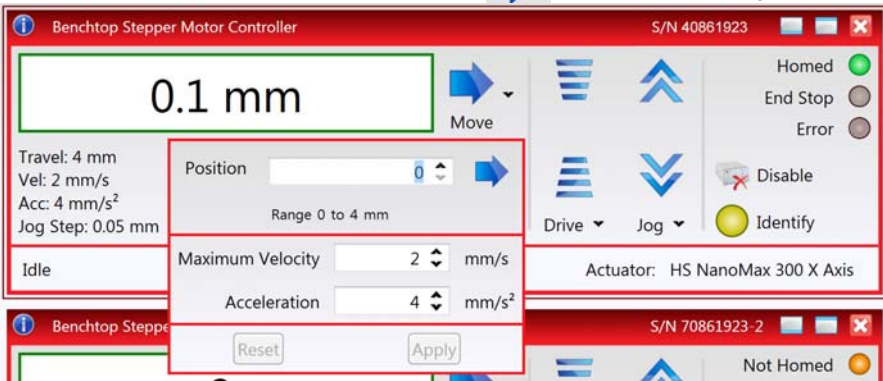 Benchtop Stepper Motor Controller S/N 40861923
0.1 mm
Move
Homed
End Stop
Error
Travel: 4 mm
Vel: 2 mm/s
Acc: 4 mm/s²
Jog Step: 0.05 mm
Position 0
Range 0 to 4 mm
Drive Jog
Disable
Identify
Maximum Velocity 2 mm/s
Acceleration 4 mm/s²
Reset Apply
Idle
Actuator: HS NanoMax 300 X Axis
Benchtop Steppe S/N 70861923-2
Not Homed